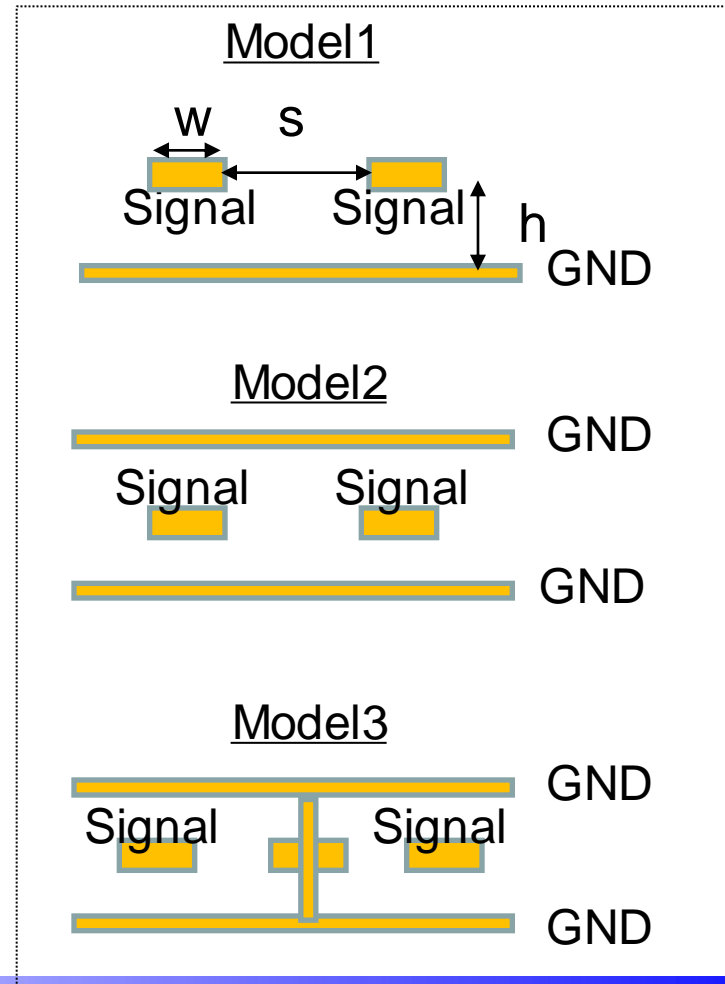 Model1
w s
Signal Signal
h
GND
Model2
GND
Signal Signal
GND
Model3
GND
Signal Signal
GND